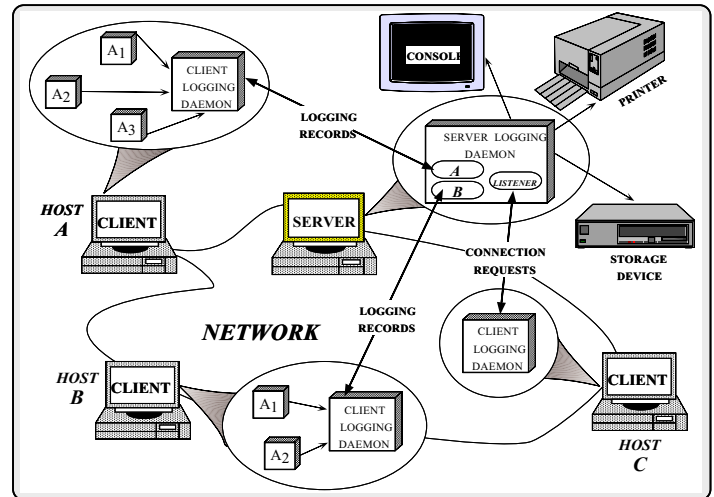 A1
A2
A3
CLIENT
LOGGING
DAEMON
CONSOLE
PRINTER
LOGGING
RECORDS
SERVER LOGGING
DAEMON
A
B
LISTENER
HOST
A
CLIENT
SERVER
STORAGE
DEVICE
CONNECTION
REQUESTS
LOGGING
RECORDS
NETWORK
CLIENT
LOGGING
DAEMON
HOST
B
CLIENT
A1
A2
CLIENT
LOGGING
DAEMON
CLIENT
HOST
C